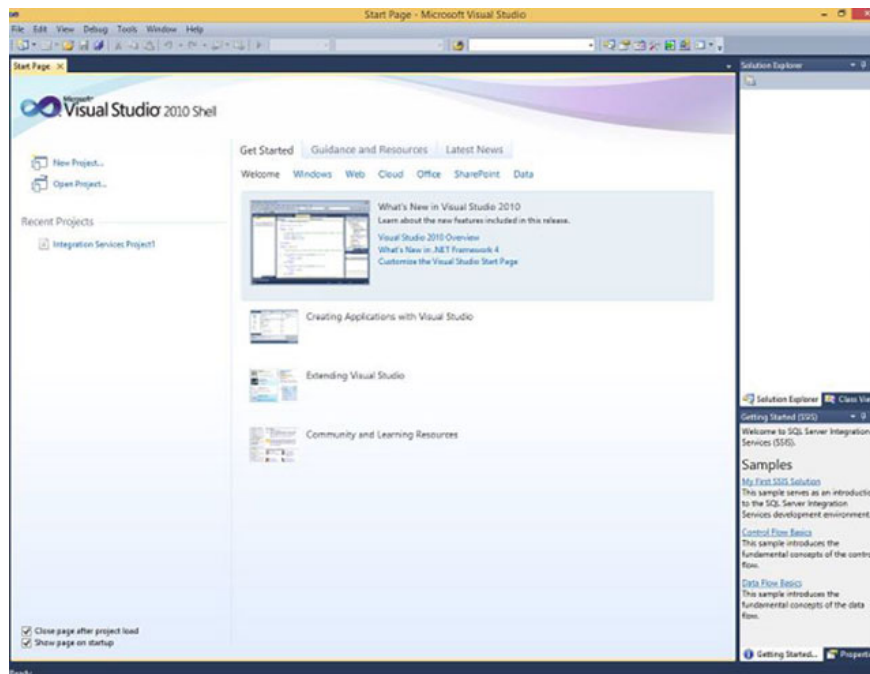 Start Page - Microsoft Visual Studio
File Edit View Debug Tools Window Help
Start Page
Solution Explorer
Microsoft
Visual Studio 2010 Shell
New Project...
Open Project...
Recent Projects
Integration Services Project1
Get Started Guidance and Resources Latest News
Welcome Windows Web Cloud Office SharePoint Data
What's New in Visual Studio 2010
Learn about the new features included in this release.
Visual Studio 2010 Overview
What's New in .NET Framework 4
Customize the Visual Studio Start Page
Creating Applications with Visual Studio
Extending Visual Studio
Community and Learning Resources
Close page after project load
Show page on startup
Solution Explorer Class Vie
Getting Started (SSIS)
Welcome to SQL Server Integration
Services (SSIS).
Samples
My First SSIS Solution
This sample serves as an introductio
to the SQL Server Integration
Services development environment
Control Flow Basics
This sample introduces the
fundamental concepts of the contro
flow.
Data Flow Basics
This sample introduces the
fundamental concepts of the data
flow.
Getting Started... Properti
Ready